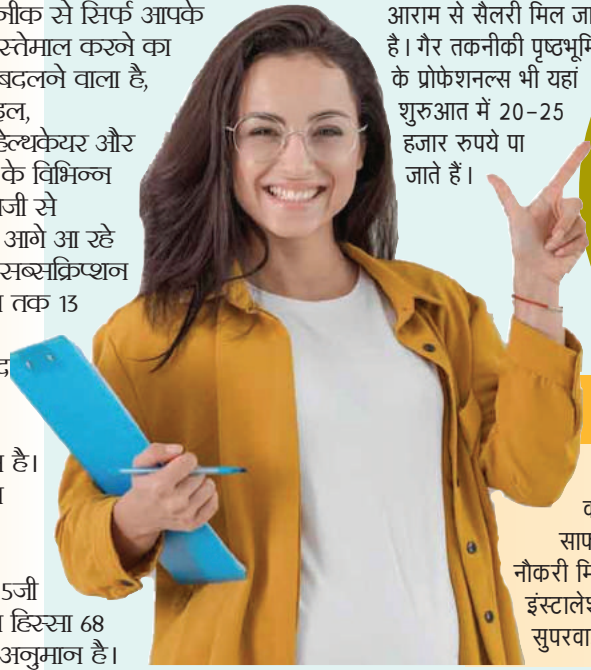 नीक से सिर्फ आपके
स्तेमाल करने का
बदलने वाला है,
इल,
हेल्थकेयर और
के विभिन्न
जी से
आगे आ रहे
सब्सक्रिप्शन
तक 13
है।
5जी
हिस्सा 68
अनुमान है।
आराम से सैलरी मिल जा
है। गैर तकनीकी पृष्ठभूमि
के प्रोफेशनल्स भी यहां
शुरुआत में 20-25
हजार रुपये पा
जाते हैं।
साफ
नौकरी मि
इंस्टालेश
सुपरवा